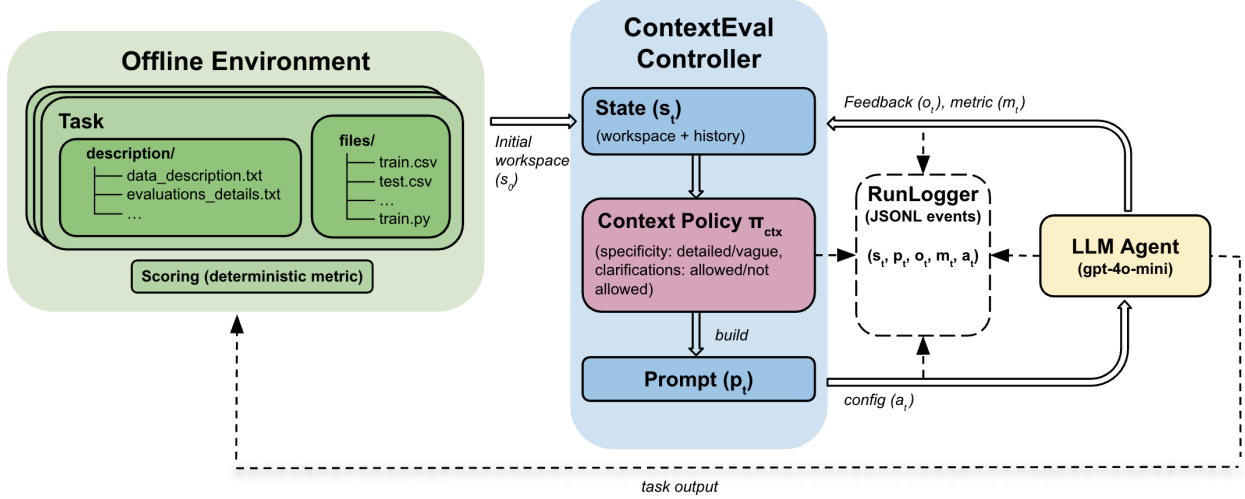 Offline Environment
Task
description/
data_description.txt
evaluations_details.txt
...
files/
train.csv
test.csv
...
train.py
Scoring (deterministic metric)
Initial
workspace
(s₀)
ContextEval
Controller
State (sₜ)
(workspace + history)
Context Policy π_ctx
(specificity: detailed/vague,
clarifications: allowed/not
allowed)
build
Prompt (pₜ)
Feedback (oₜ), metric (mₜ)
RunLogger
(JSONL events)
(sₜ, pₜ, oₜ, mₜ, aₜ)
LLM Agent
(gpt-4o-mini)
config (aₜ)
task output